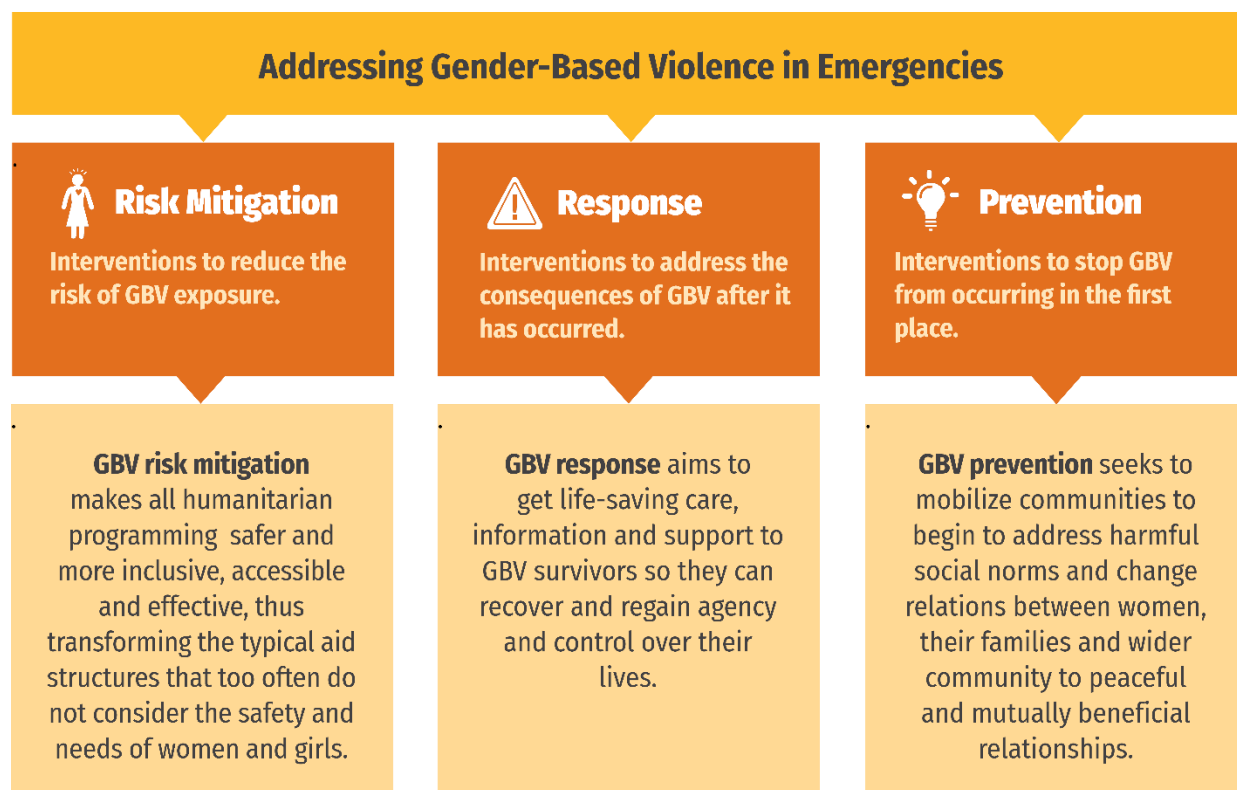 Addressing Gender-Based Violence in Emergencies
Risk Mitigation
Interventions to reduce the
risk of GBV exposure.
Response
Interventions to address the
consequences of GBV after it
has occurred.
Prevention
Interventions to stop GBV
from occurring in the first
place.
GBV risk mitigation
makes all humanitarian
programming safer and
more inclusive, accessible
and effective, thus
transforming the typical aid
structures that too often do
not consider the safety and
needs of women and girls.
GBV response aims to
get life-saving care,
information and support to
GBV survivors so they can
recover and regain agency
and control over their
lives.
GBV prevention seeks to
mobilize communities to
begin to address harmful
social norms and change
relations between women,
their families and wider
community to peaceful
and mutually beneficial
relationships.